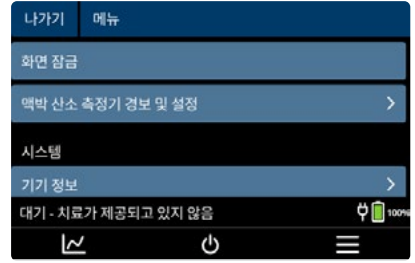 나가기 메뉴
화면 잠금
맥박 산소 측정기 경보 및 설정
시스템
기기 정보
대기 - 치료가 제공되고 있지 않음 100%